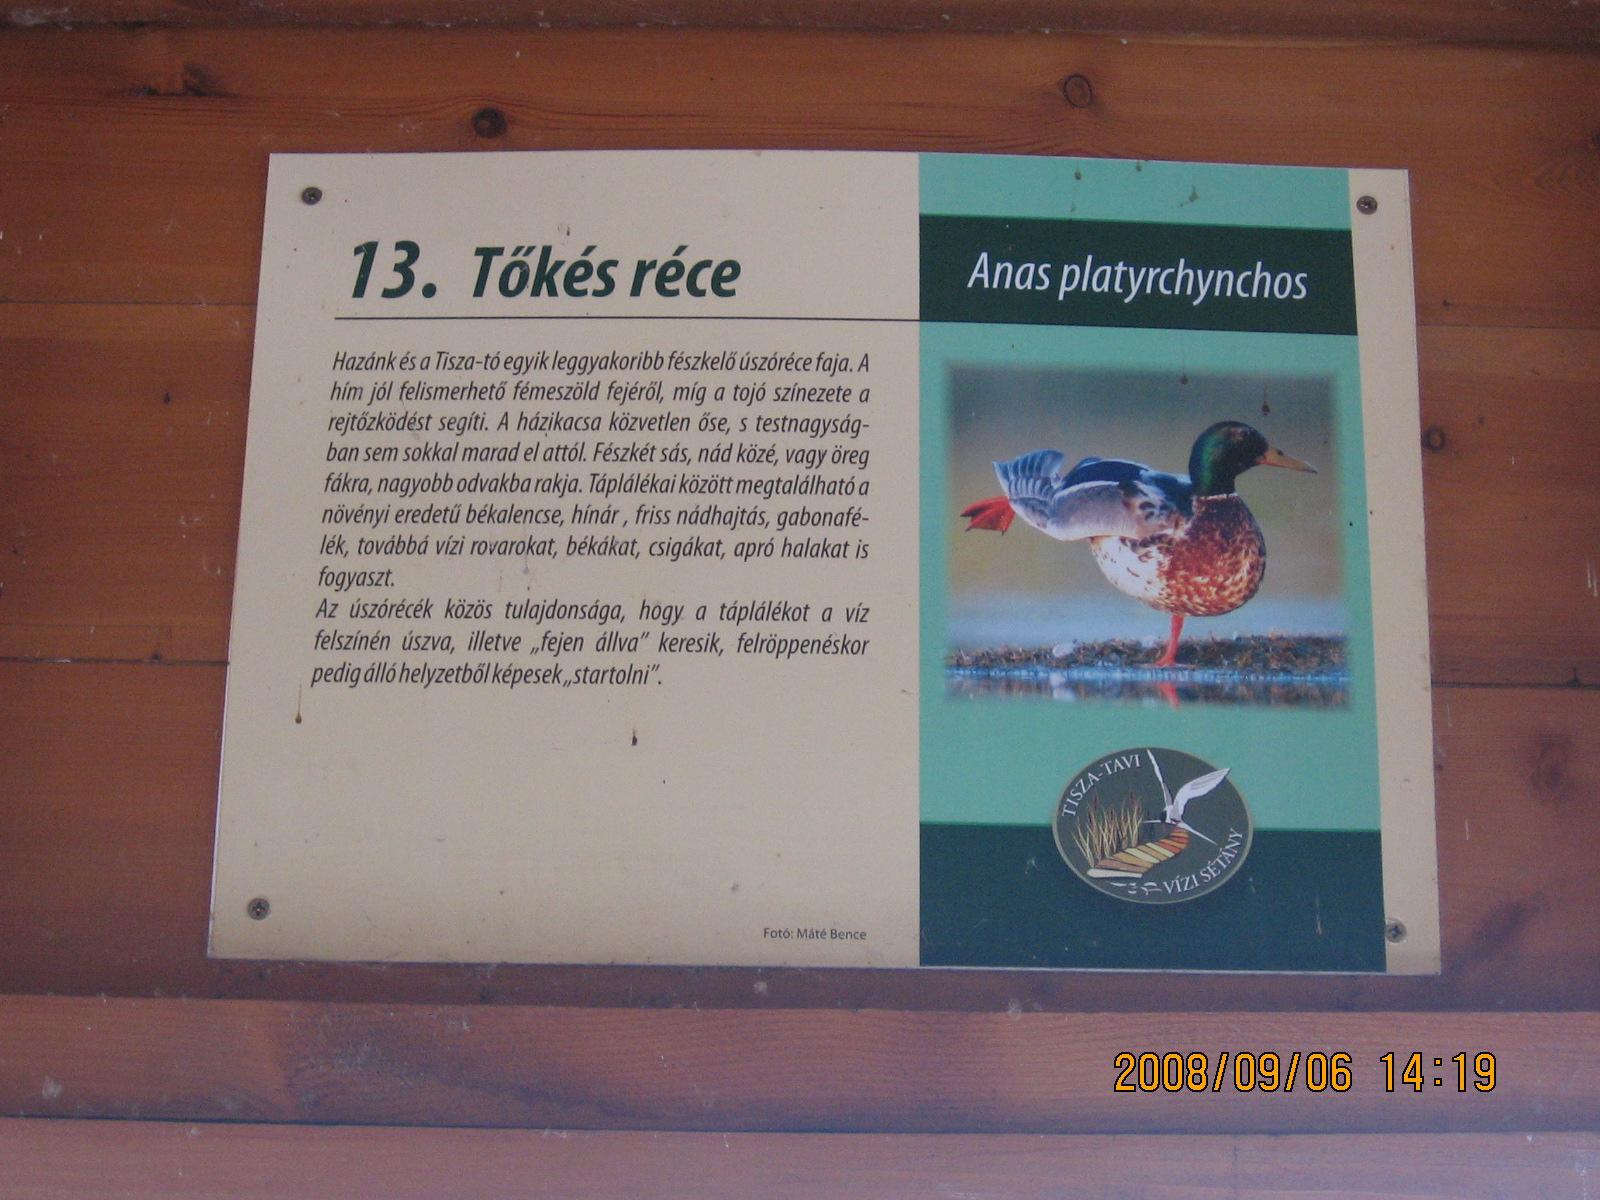 13. Tőkés réce
Anas platyrchynchos
Hazánk és a Tisza-tó egyik leggyakoribb fészkelő úszóréce faja. A
hím jól felismerhető fémeszöld fejéről, míg a tojó színezete a
rejtőzködést segíti. A házikacsa közvetlen őse, s testnagyság-
ban sem sokkal marad el attól. Fészkét sás, nád közé, vagy öreg
fákra, nagyobb odvakba rakja. Táplálékai között megtalálható a
növényi eredetű békalencse, hínár , friss nádhajtás, gabonafé-
lék, továbbá vízi rovarokat, békákat, csigákat, apró halakat is
fogyaszt.
Az úszórécék közös tulajdonsága, hogy a táplálékot a víz
felszínén úszva, illetve „fejen állva” keresik, felröppenéskor
pedig álló helyzetből képesek „startolni”.
Fotó: Máté Bence
TISZA-TAVI
VÍZI SÉTÁNY
2008/09/06 14:19